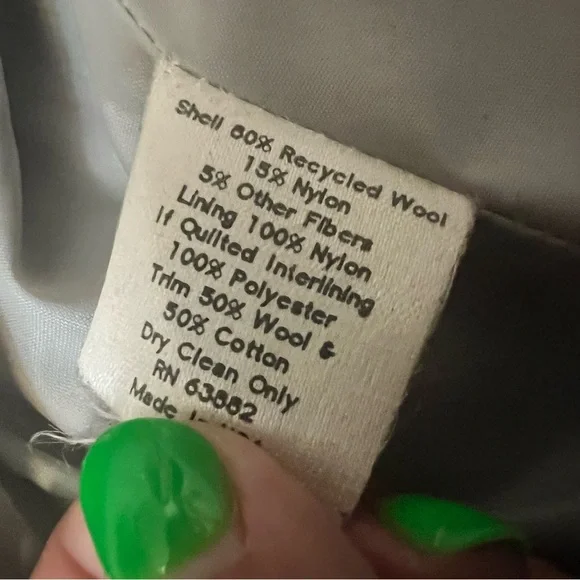 Shell 80% Recycled Wool
15% Nylon
5% Other Fibers
Lining 100% Nylon
If Quilted Interlining
100% Polyester
Trim 50% Wool &
50% Cotton
Dry Clean Only
RN 63882
Made